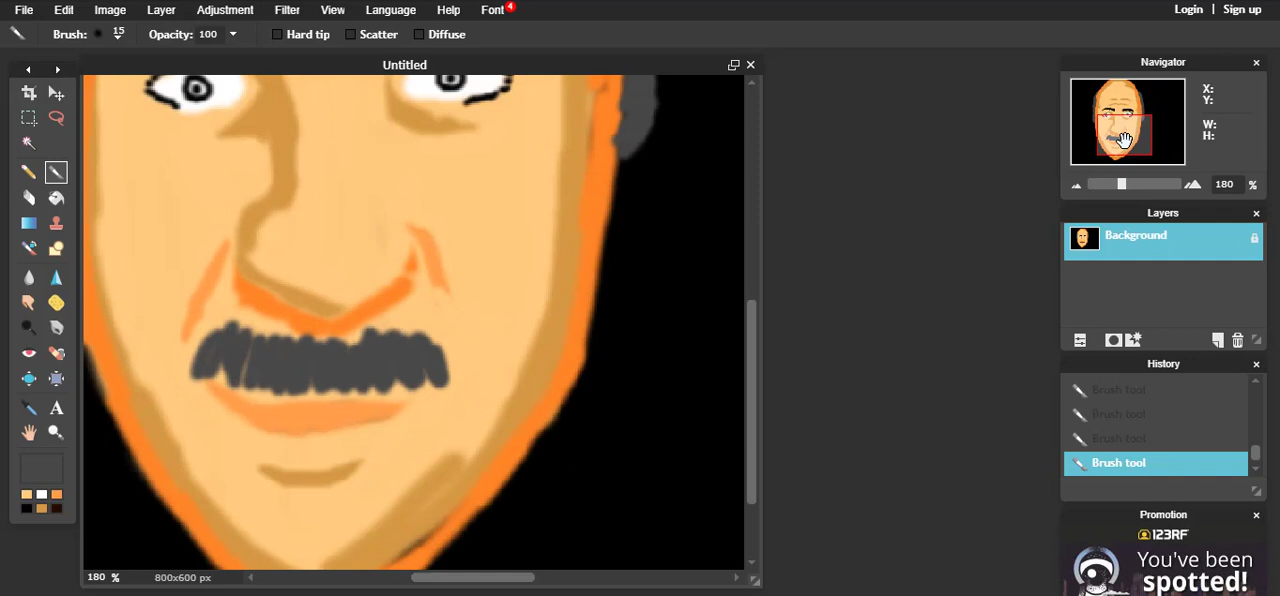 File Edit Image Layer Adjustment Filter View Language Help Font 4 Login | Sign up
Brush: 15 Opacity: 100 Hard tip Scatter Diffuse
Untitled
Navigator
X:
Y:
W:
H:
180 %
Layers
Background
History
Brush tool
Brush tool
Brush tool
Brush tool
A
Promotion
123RF
You've been
spotted!
180 % 800x600 px